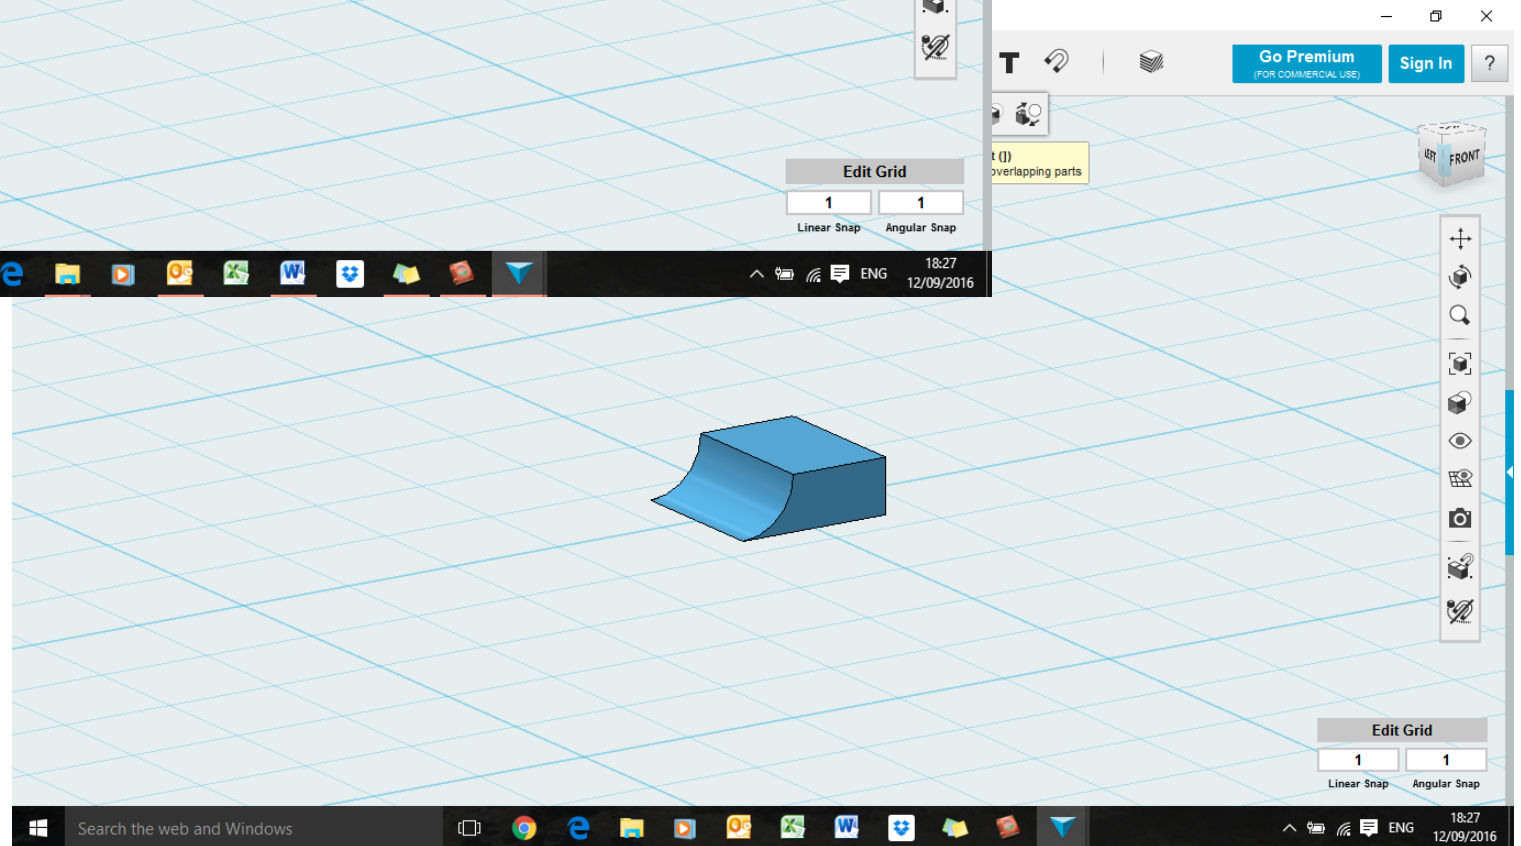 Go Premium
(FOR COMMERCIAL USE)
Sign In
?
t (])
overlapping parts
LEFT
FRONT
Edit Grid
1
1
Linear Snap
Angular Snap
ENG
18:27
12/09/2016
Edit Grid
1
1
Linear Snap
Angular Snap
Search the web and Windows
ENG
18:27
12/09/2016